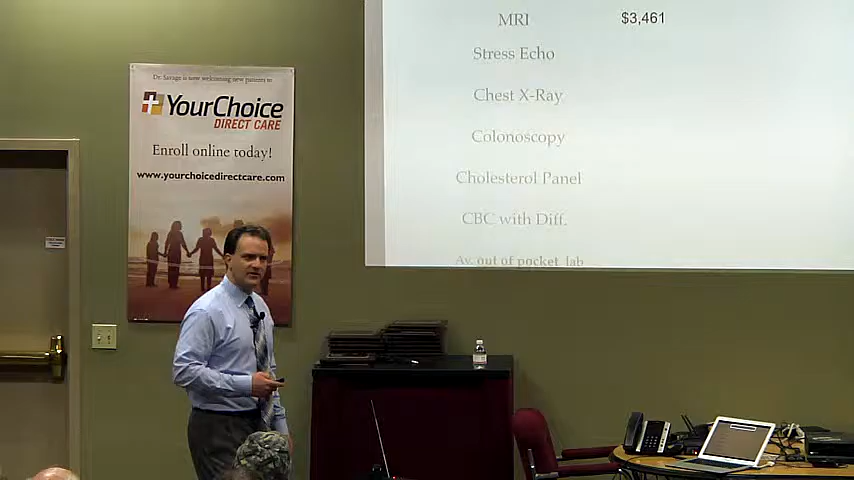 Dr. Savage is now welcoming new patients to
YourChoice
DIRECT CARE
Enroll online today!
www.yourchoicedirectcare.com
MRI $3,461
Stress Echo
Chest X-Ray
Colonoscopy
Cholesterol Panel
CBC with Diff.
Av. out of pocket lab